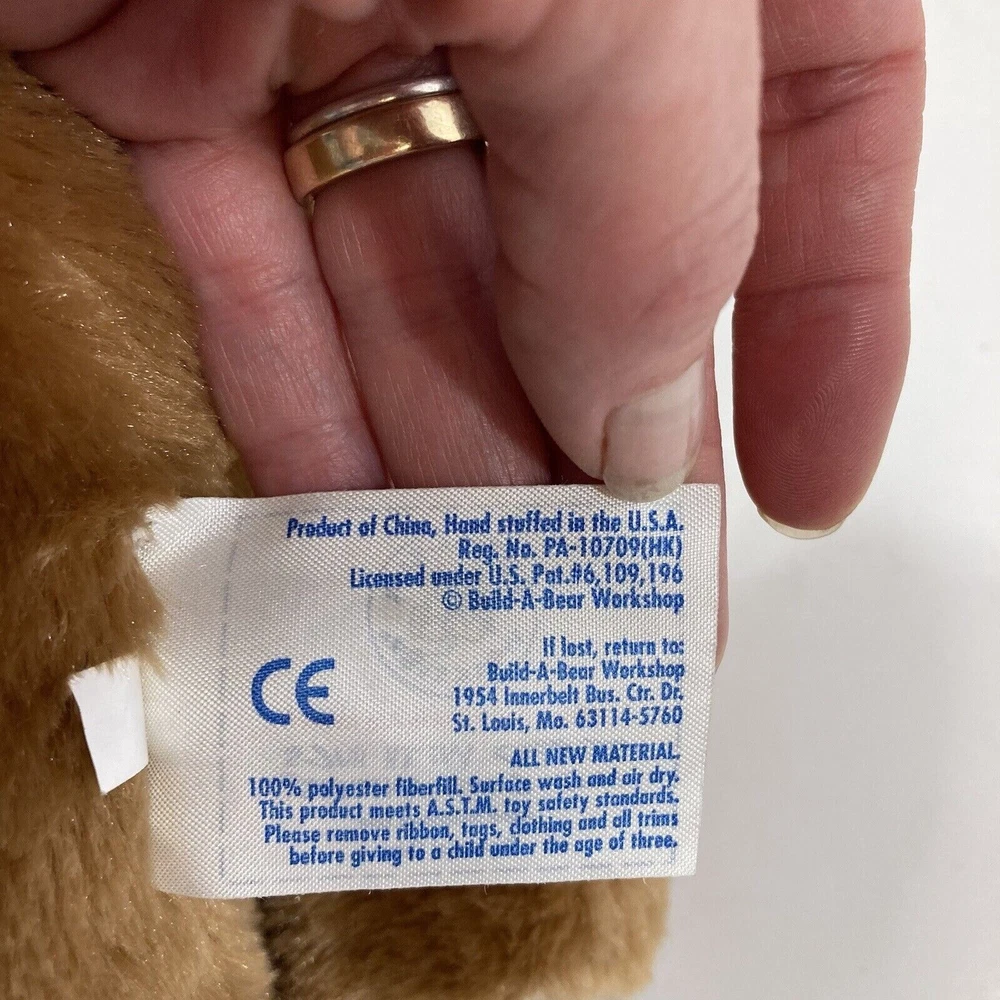 Product of China, Hand stuffed in the U.S.A.
Reg. No. PA-10709(HK)
Licensed under U.S. Pat.#6,109,196
© Build-A-Bear Workshop
If lost, return to:
Build-A-Bear Workshop
1954 Innerbelt Bus. Ctr. Dr.
St. Louis, Mo. 63114-5760
CE
ALL NEW MATERIAL.
100% polyester fiberfill. Surface wash and air dry.
This product meets A.S.T.M. toy safety standards.
Please remove ribbon, tags, clothing and all trims
before giving to a child under the age of three.